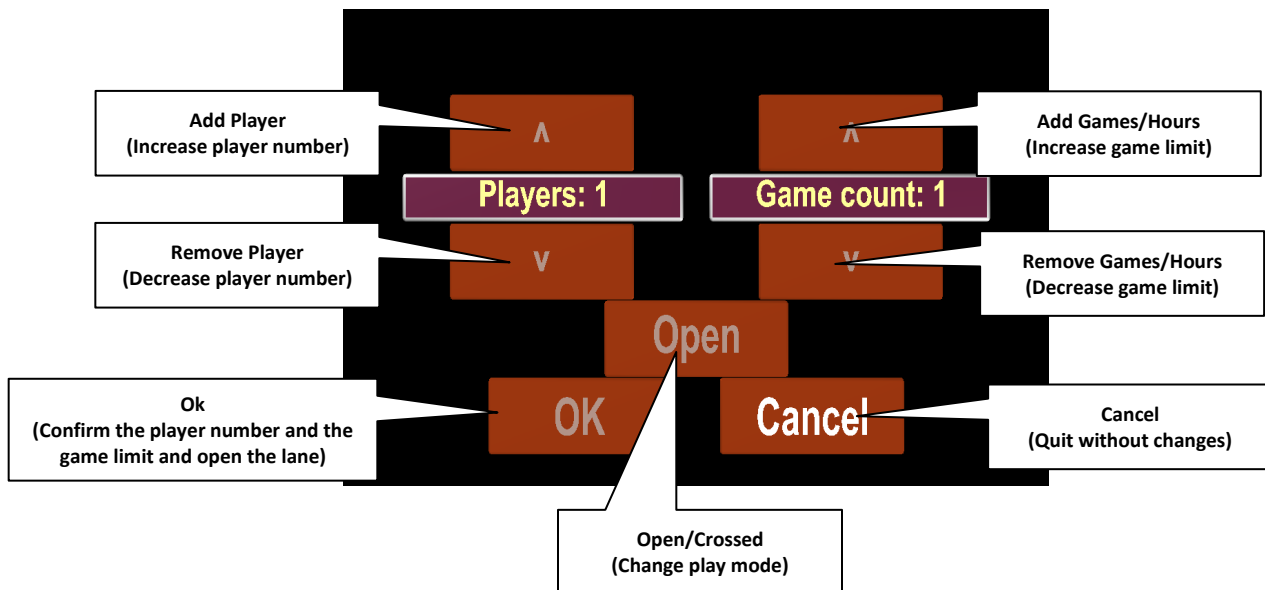 Add Player
(Increase player number)
ʌ
ʌ
Add Games/Hours
(Increase game limit)
Players: 1
Game count: 1
Remove Player
(Decrease player number)
v
v
Remove Games/Hours
(Decrease game limit)
Open
Ok
(Confirm the player number and the
game limit and open the lane)
OK
Cancel
Cancel
(Quit without changes)
Open/Crossed
(Change play mode)